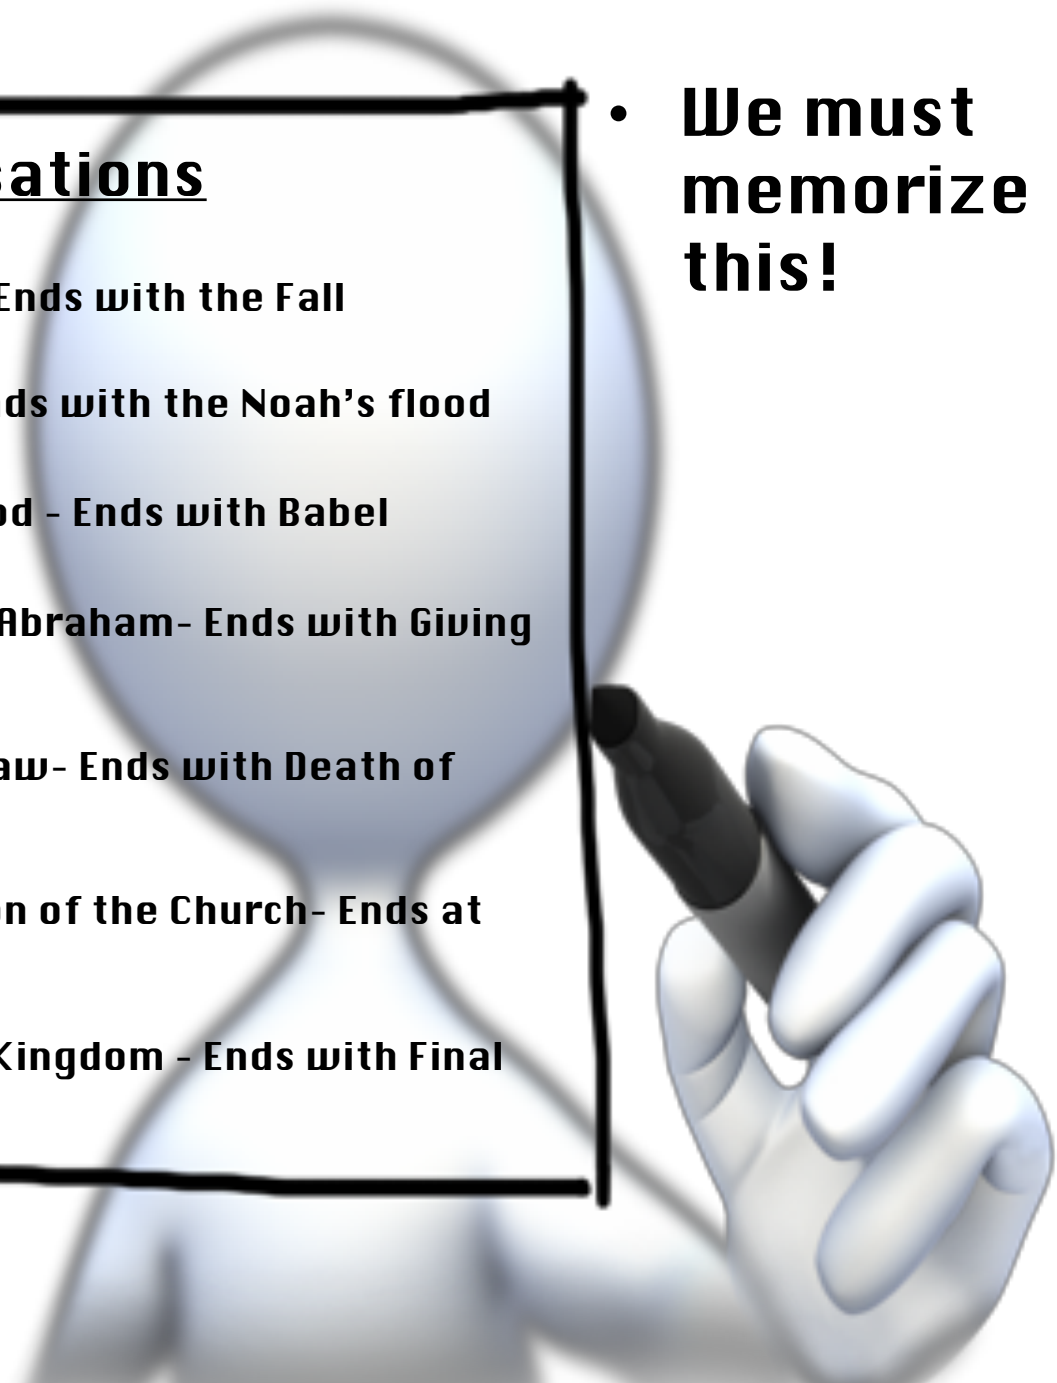 sations
Ends with the Fall
ds with the Noah's flood
od - Ends with Babel
Abraham- Ends with Giving
aw- Ends with Death of
on of the Church- Ends at
Kingdom - Ends with Final
• We must
memorize
this!